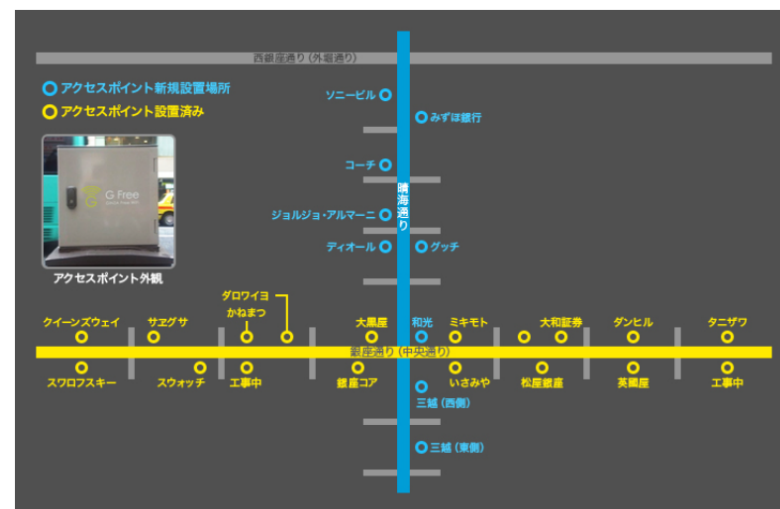 西銀座通り(外堀通り)
アクセスポイント新規設置場所
アクセスポイント設置済み
ソニービル
みずほ銀行
コーチ
晴海通り
ジョルジョ・アルマーニ
ディオール
グッチ
G Free
アクセスポイント外観
ダロワイヨ
かねまつ
クイーンズウェイ
サヱグサ
大黒屋
和光
ミキモト
大和証券
ダンヒル
タニザワ
銀座通り(中央通り)
スワロフスキー
スウォッチ
工事中
銀座コア
いさみや
松屋銀座
英國屋
工事中
三越(西側)
三越(東側)